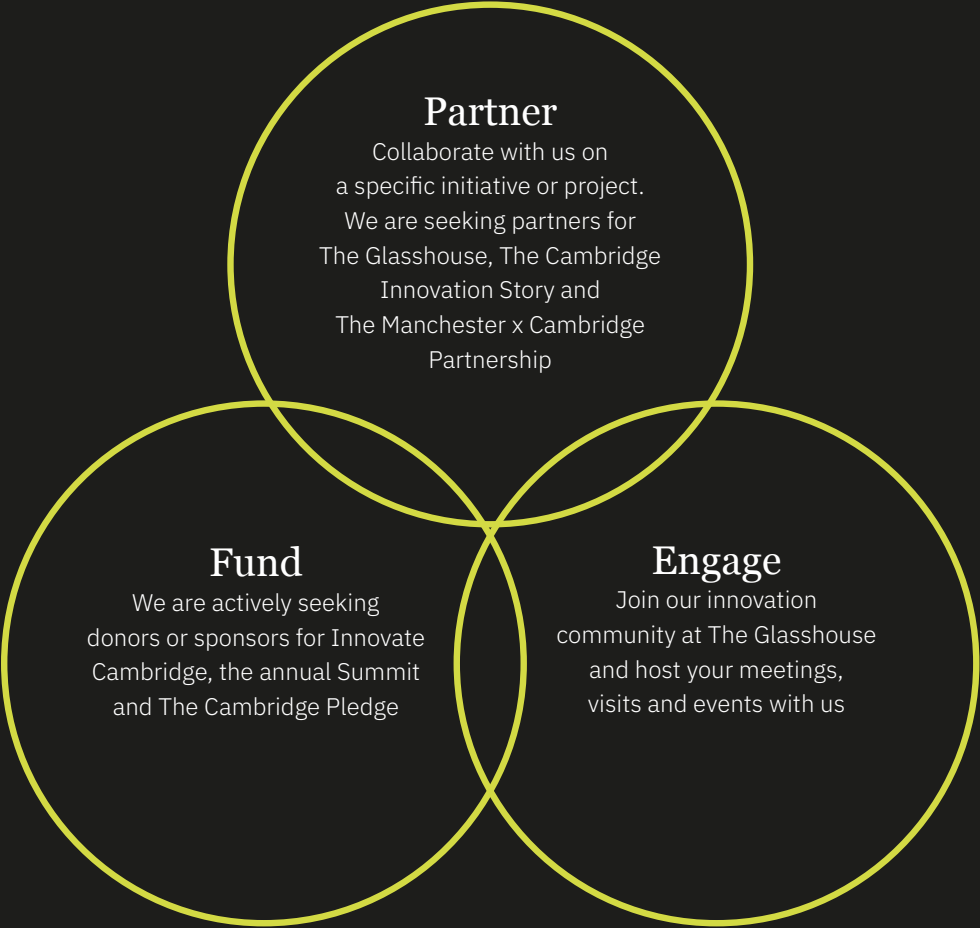 Partner
Collaborate with us on
a specific initiative or project.
We are seeking partners for
The Glasshouse, The Cambridge
Innovation Story and
The Manchester x Cambridge
Partnership
Fund
We are actively seeking
donors or sponsors for Innovate
Cambridge, the annual Summit
and The Cambridge Pledge
Engage
Join our innovation
community at The Glasshouse
and host your meetings,
visits and events with us